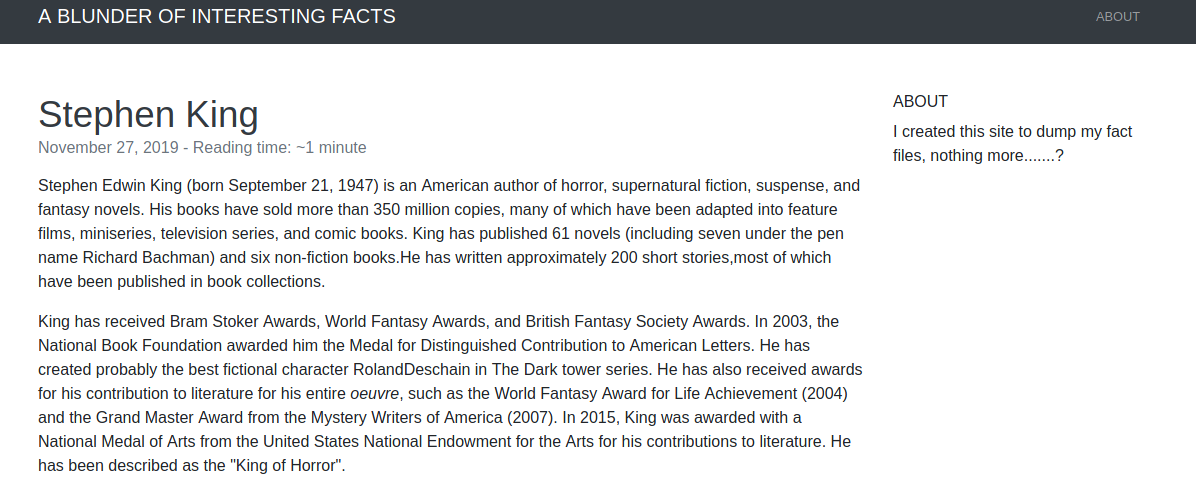 A BLUNDER OF INTERESTING FACTS
ABOUT
Stephen King
November 27, 2019 - Reading time: ~1 minute
Stephen Edwin King (born September 21, 1947) is an American author of horror, supernatural fiction, suspense, and
fantasy novels. His books have sold more than 350 million copies, many of which have been adapted into feature
films, miniseries, television series, and comic books. King has published 61 novels (including seven under the pen
name Richard Bachman) and six non-fiction books.He has written approximately 200 short stories,most of which
have been published in book collections.
King has received Bram Stoker Awards, World Fantasy Awards, and British Fantasy Society Awards. In 2003, the
National Book Foundation awarded him the Medal for Distinguished Contribution to American Letters. He has
created probably the best fictional character RolandDeschain in The Dark tower series. He has also received awards
for his contribution to literature for his entire oeuvre, such as the World Fantasy Award for Life Achievement (2004)
and the Grand Master Award from the Mystery Writers of America (2007). In 2015, King was awarded with a
National Medal of Arts from the United States National Endowment for the Arts for his contributions to literature. He
has been described as the "King of Horror".
ABOUT
I created this site to dump my fact
files, nothing more.......?